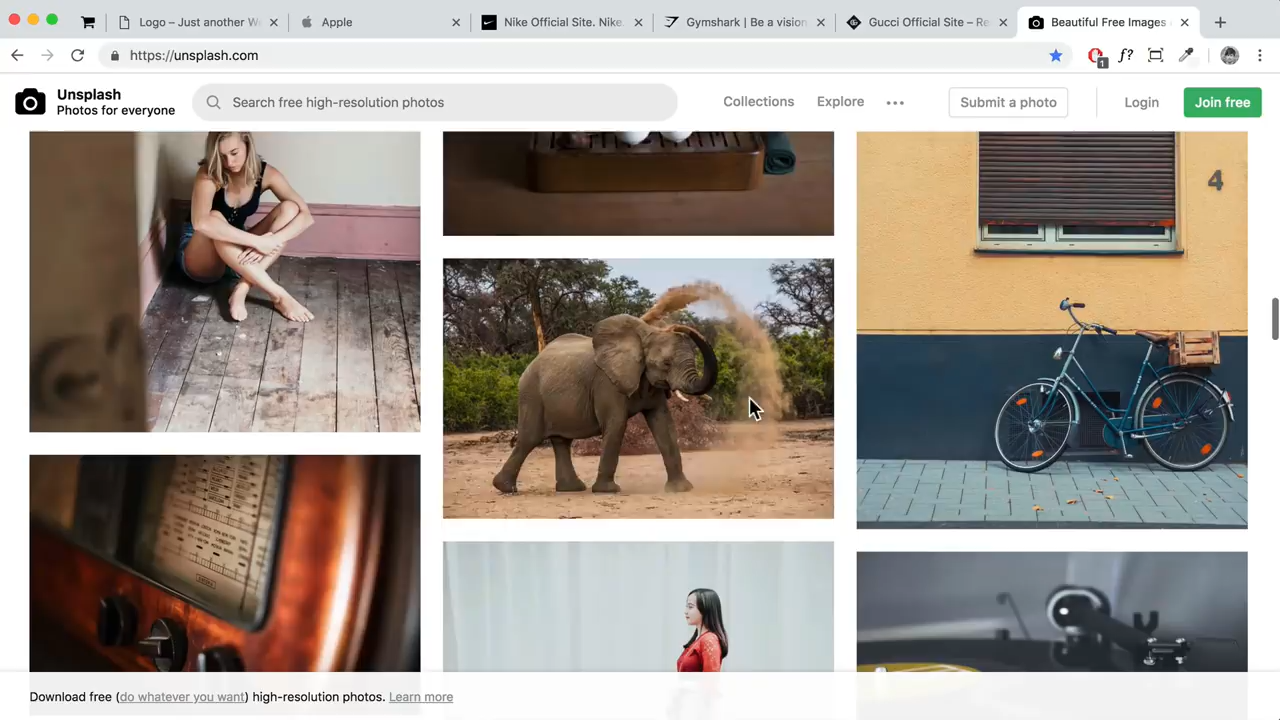 Logo – Just another We
Apple
Nike Official Site. Nike.
Gymshark | Be a vision
Gucci Official Site – Re
Beautiful Free Images
https://unsplash.com
1
f?
Unsplash
Photos for everyone
Search free high-resolution photos
Collections
Explore
Submit a photo
Login
Join free
4
Download free (do whatever you want) high-resolution photos. Learn more